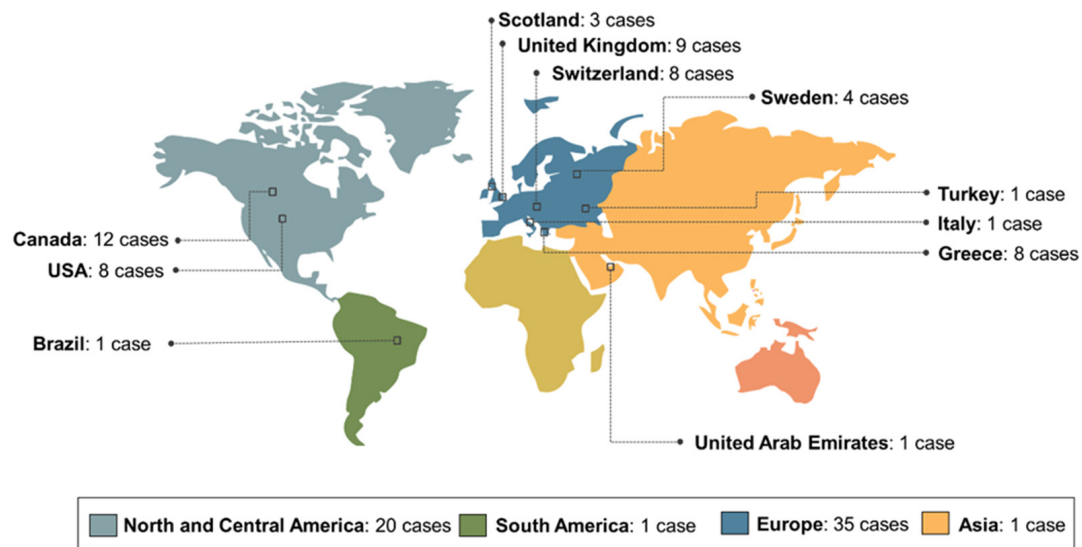 Scotland: 3 cases
United Kingdom: 9 cases
Switzerland: 8 cases
Sweden: 4 cases
Turkey: 1 case
Italy: 1 case
Greece: 8 cases
Canada: 12 cases
USA: 8 cases
Brazil: 1 case
United Arab Emirates: 1 case
North and Central America: 20 cases South America: 1 case Europe: 35 cases Asia: 1 case